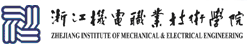 浙江機電職業技術學院
ZHEJIANG INSTITUTE OF MECHANICAL & ELECTRICAL ENGINEERING